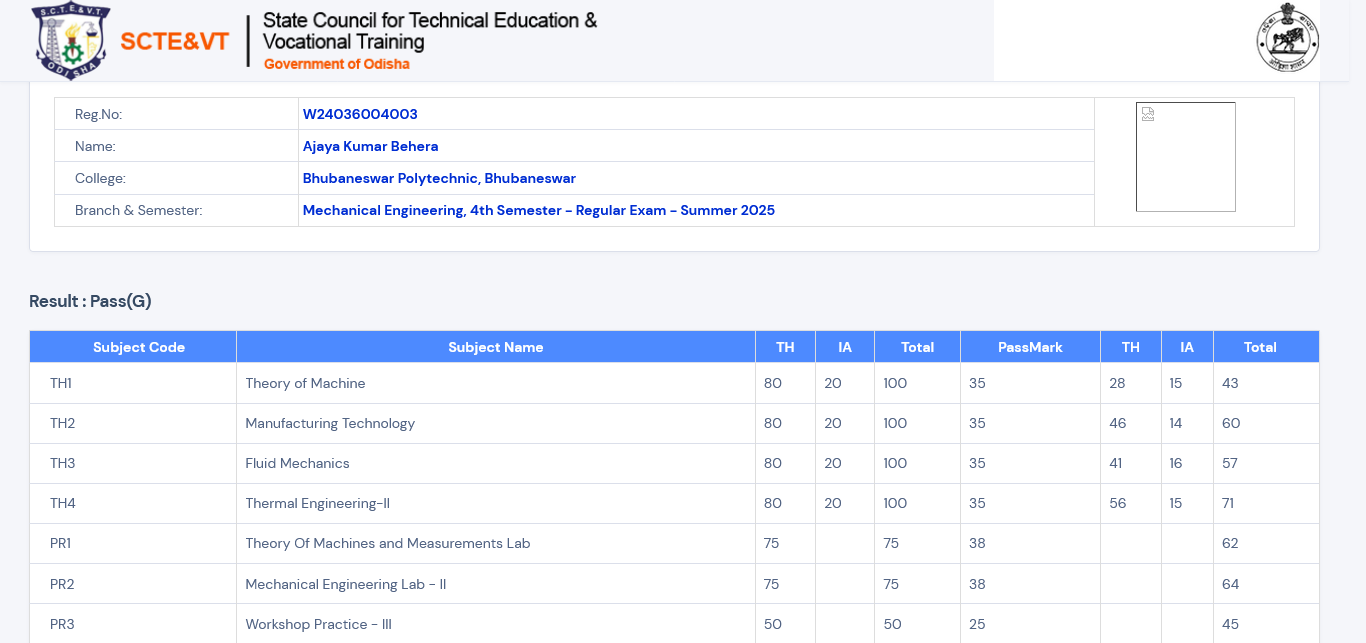 S.C.T.E.&V.T.
ODISHA
SCTE&VT
State Council for Technical Education &
Vocational Training
Government of Odisha
Reg.No: W24036004003
Name: Ajaya Kumar Behera
College: Bhubaneswar Polytechnic, Bhubaneswar
Branch & Semester: Mechanical Engineering, 4th Semester - Regular Exam - Summer 2025
Result : Pass(G)
Subject Code Subject Name TH IA Total PassMark TH IA Total
TH1 Theory of Machine 80 20 100 35 28 15 43
TH2 Manufacturing Technology 80 20 100 35 46 14 60
TH3 Fluid Mechanics 80 20 100 35 41 16 57
TH4 Thermal Engineering-II 80 20 100 35 56 15 71
PR1 Theory Of Machines and Measurements Lab 75 75 38 62
PR2 Mechanical Engineering Lab - II 75 75 38 64
PR3 Workshop Practice - III 50 50 25 45